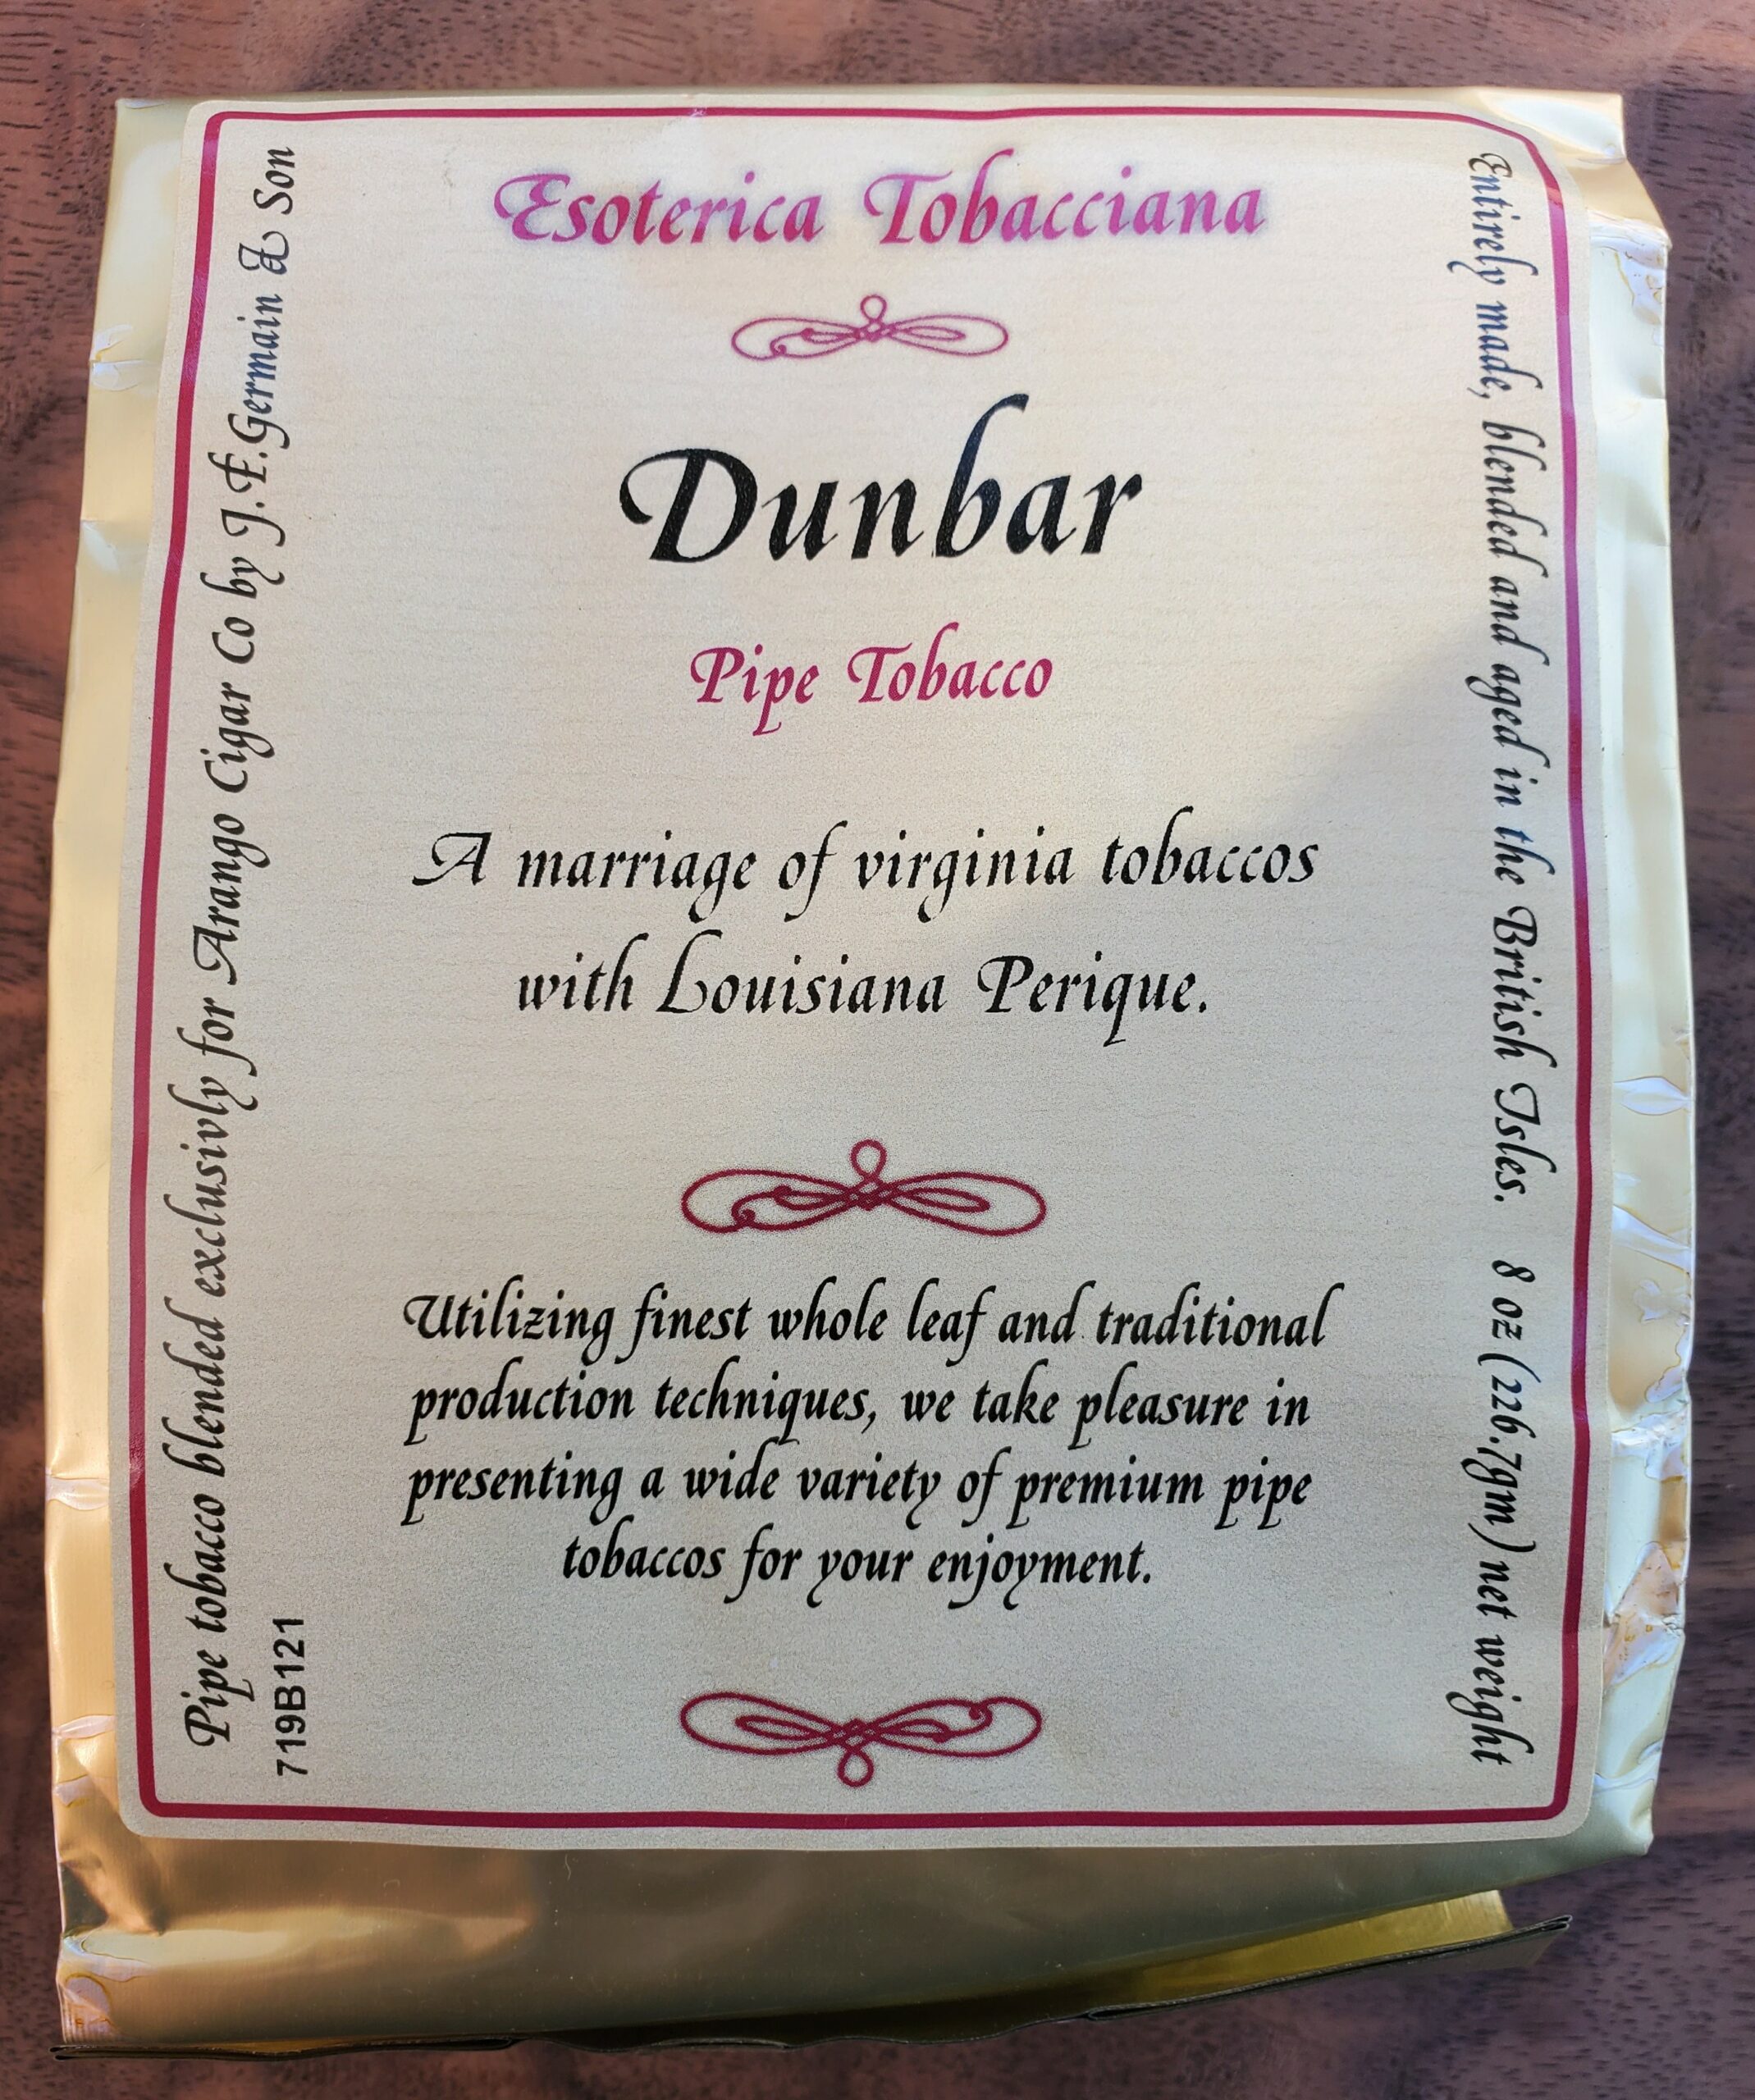 Esoterica Tobacciana
Dunbar
Pipe Tobacco
A marriage of virginia tobaccos
with Louisiana Perique.
Utilizing finest whole leaf and traditional
production techniques, we take pleasure in
presenting a wide variety of premium pipe
tobaccos for your enjoyment.
Pipe tobacco blended exclusivly for Arango Cigar Co by J.F.Germain & Son
719B121
Entirely made, blended and aged in the British Isles. 8 oz (226.7gm) net weight